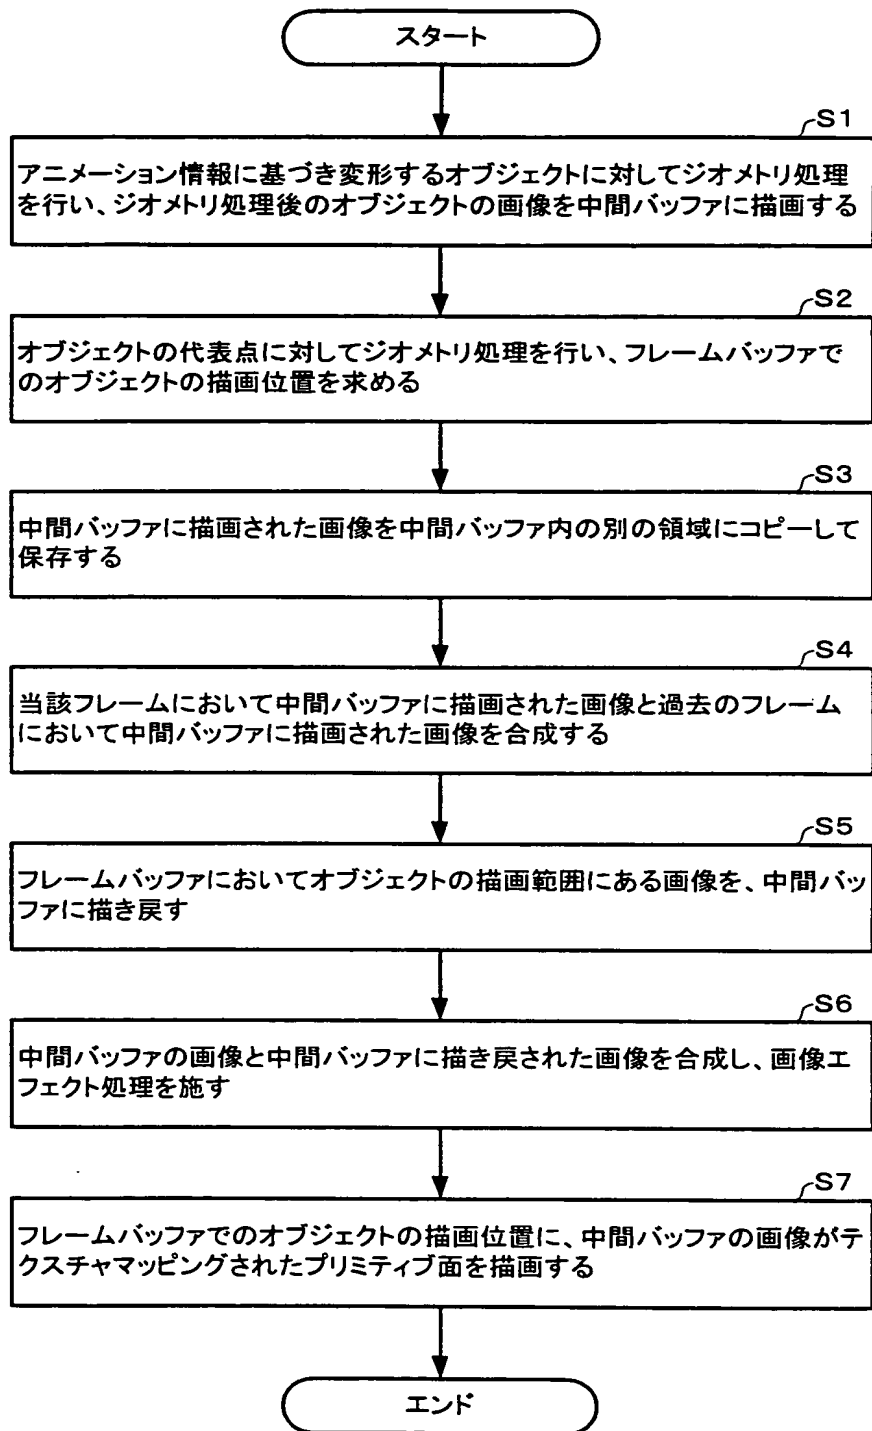 スタート
S1
アニメーション情報に基づき変形するオブジェクトに対してジオメトリ処理
を行い、ジオメトリ処理後のオブジェクトの画像を中間バッファに描画する
S2
オブジェクトの代表点に対してジオメトリ処理を行い、フレームバッファで
のオブジェクトの描画位置を求める
S3
中間バッファに描画された画像を中間バッファ内の別の領域にコピーして
保存する
S4
当該フレームにおいて中間バッファに描画された画像と過去のフレーム
において中間バッファに描画された画像を合成する
S5
フレームバッファにおいてオブジェクトの描画範囲にある画像を、中間バッ
ファに描き戻す
S6
中間バッファの画像と中間バッファに描き戻された画像を合成し、画像エ
フェクト処理を施す
S7
フレームバッファでのオブジェクトの描画位置に、中間バッファの画像がテ
クスチャマッピングされたプリミティブ面を描画する
エンド